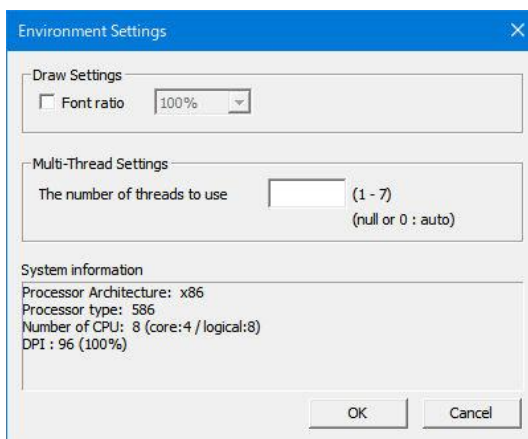 Environment Settings
Draw Settings
Font ratio 100%
Multi-Thread Settings
The number of threads to use (1 - 7)
(null or 0 : auto)
System information
Processor Architecture: x86
Processor type: 586
Number of CPU: 8 (core:4 / logical:8)
DPI : 96 (100%)
OK Cancel